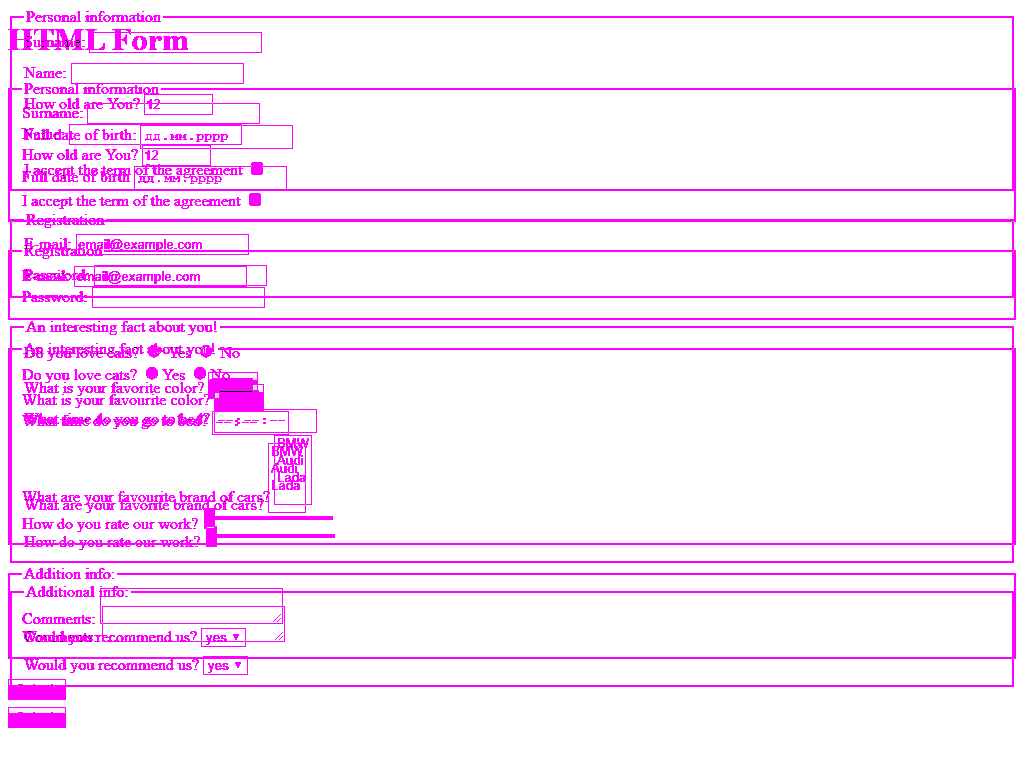 Personal information
HTML Form
Surname:
Name:
Personal information
How old are You? 12
Surname:
Name:
Full date of birth: дд.мм.рррр
How old are You? 12
I accept the term of the agreement
Full date of birth дд.мм.рррр
I accept the term of the agreement
Registration
E-mail: email@example.com
Registration
Password:
E-mail: email@example.com
Password:
An interesting fact about you!
An interesting fact about you!
Do you love cats? Yes No
Do you love cats? Yes No
What is your favorite color?
What is your favourite color?
What time do you go to bed? --:--:--
What time do you go to bed? --:--
BMW
BMW
Audi
Audi
Lada
Lada
What are your favourite brand of cars?
What are your favorite brand of cars?
How do you rate our work?
How do you rate our work?
Addition info:
Additional info:
Comments:
Comments:
Would you recommend us? yes
Would you recommend us? yes